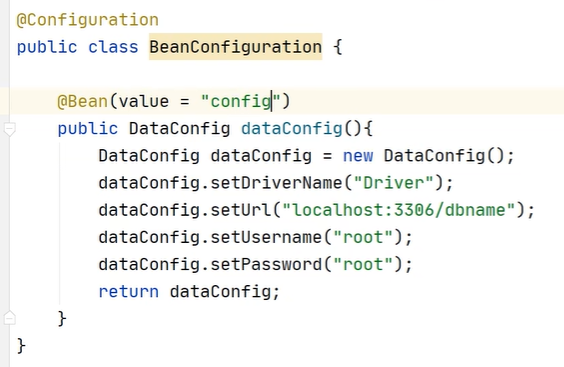 @Configuration
public class BeanConfiguration {
@Bean(value = "config")
public DataConfig dataConfig(){
DataConfig dataConfig = new DataConfig();
dataConfig.setDriverName("Driver");
dataConfig.setUrl("localhost:3306/dbname");
dataConfig.setUsername("root");
dataConfig.setPassword("root");
return dataConfig;
}
}